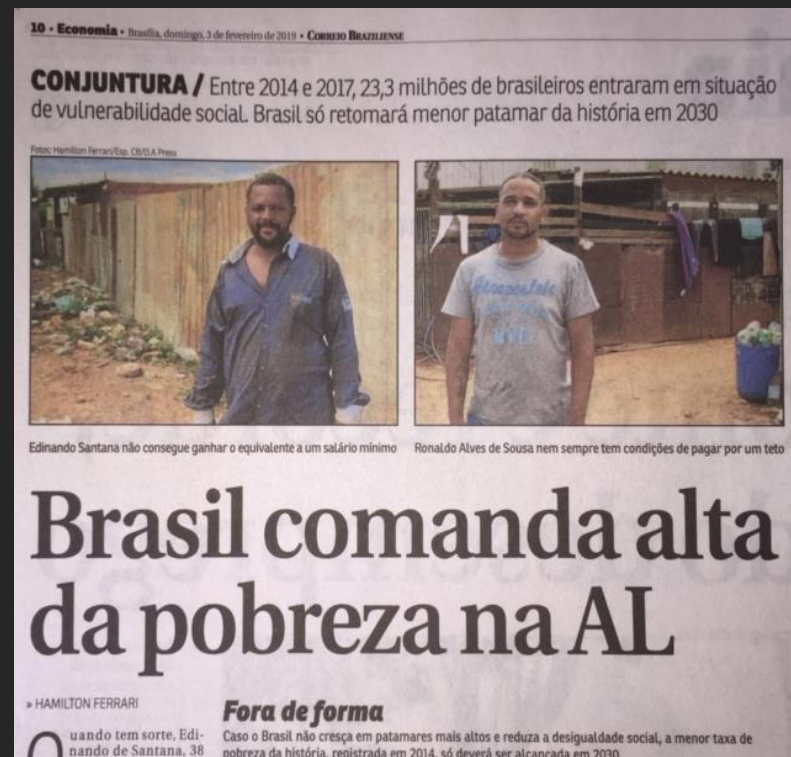 10 • Economia • Brasília, domingo, 3 de fevereiro de 2019 • CORREIO BRAZILIENSE
CONJUNTURA / Entre 2014 e 2017, 23,3 milhões de brasileiros entraram em situação
de vulnerabilidade social. Brasil só retomará menor patamar da história em 2030
Fotos: Hamilton Ferrari/Esp. CB/D.A Press
Aeropostale
Edinando Santana não consegue ganhar o equivalente a um salário mínimo
Ronaldo Alves de Sousa nem sempre tem condições de pagar por um teto
Brasil comanda alta
da pobreza na AL
» HAMILTON FERRARI
Quando tem sorte, Edi-
nando de Santana, 38
Fora de forma
Caso o Brasil não cresça em patamares mais altos e reduza a desigualdade social, a menor taxa de
pobreza da história, registrada em 2014, só deverá ser alcançada em 2030